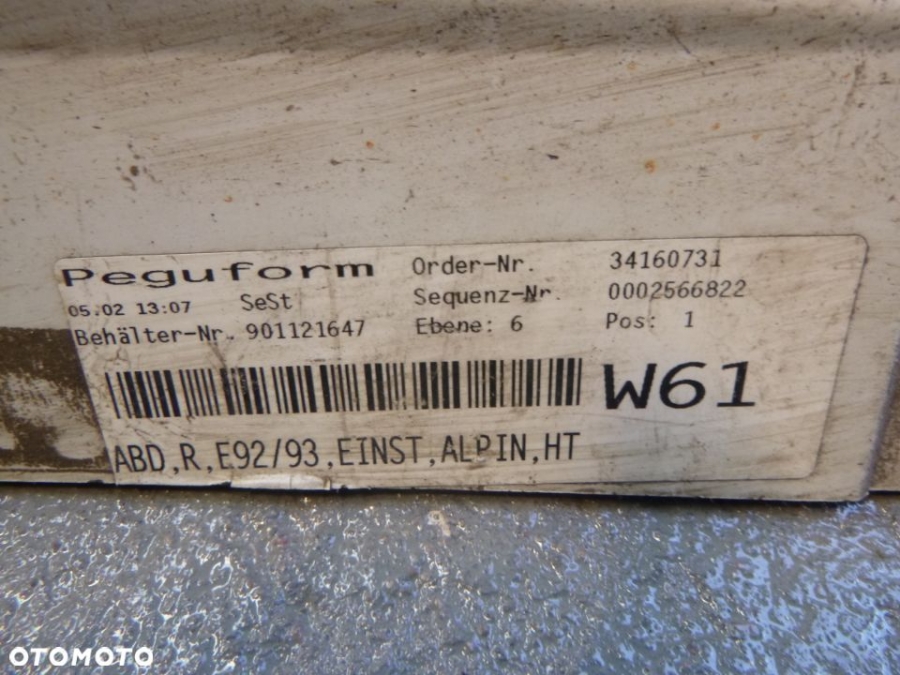 Peguform Order-Nr. 34160731
05.02 13:07 SeSt Sequenz-Nr. 0002566822
Behälter-Nr. 901121647 Ebene: 6 Pos: 1
W61
ABD,R,E92/93,EINST,ALPIN,HT
OTOMOTO